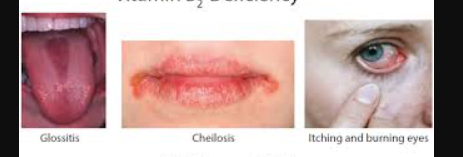 Vitamin B2 Deficiency
Glossitis
Cheilosis
Itching and burning eyes